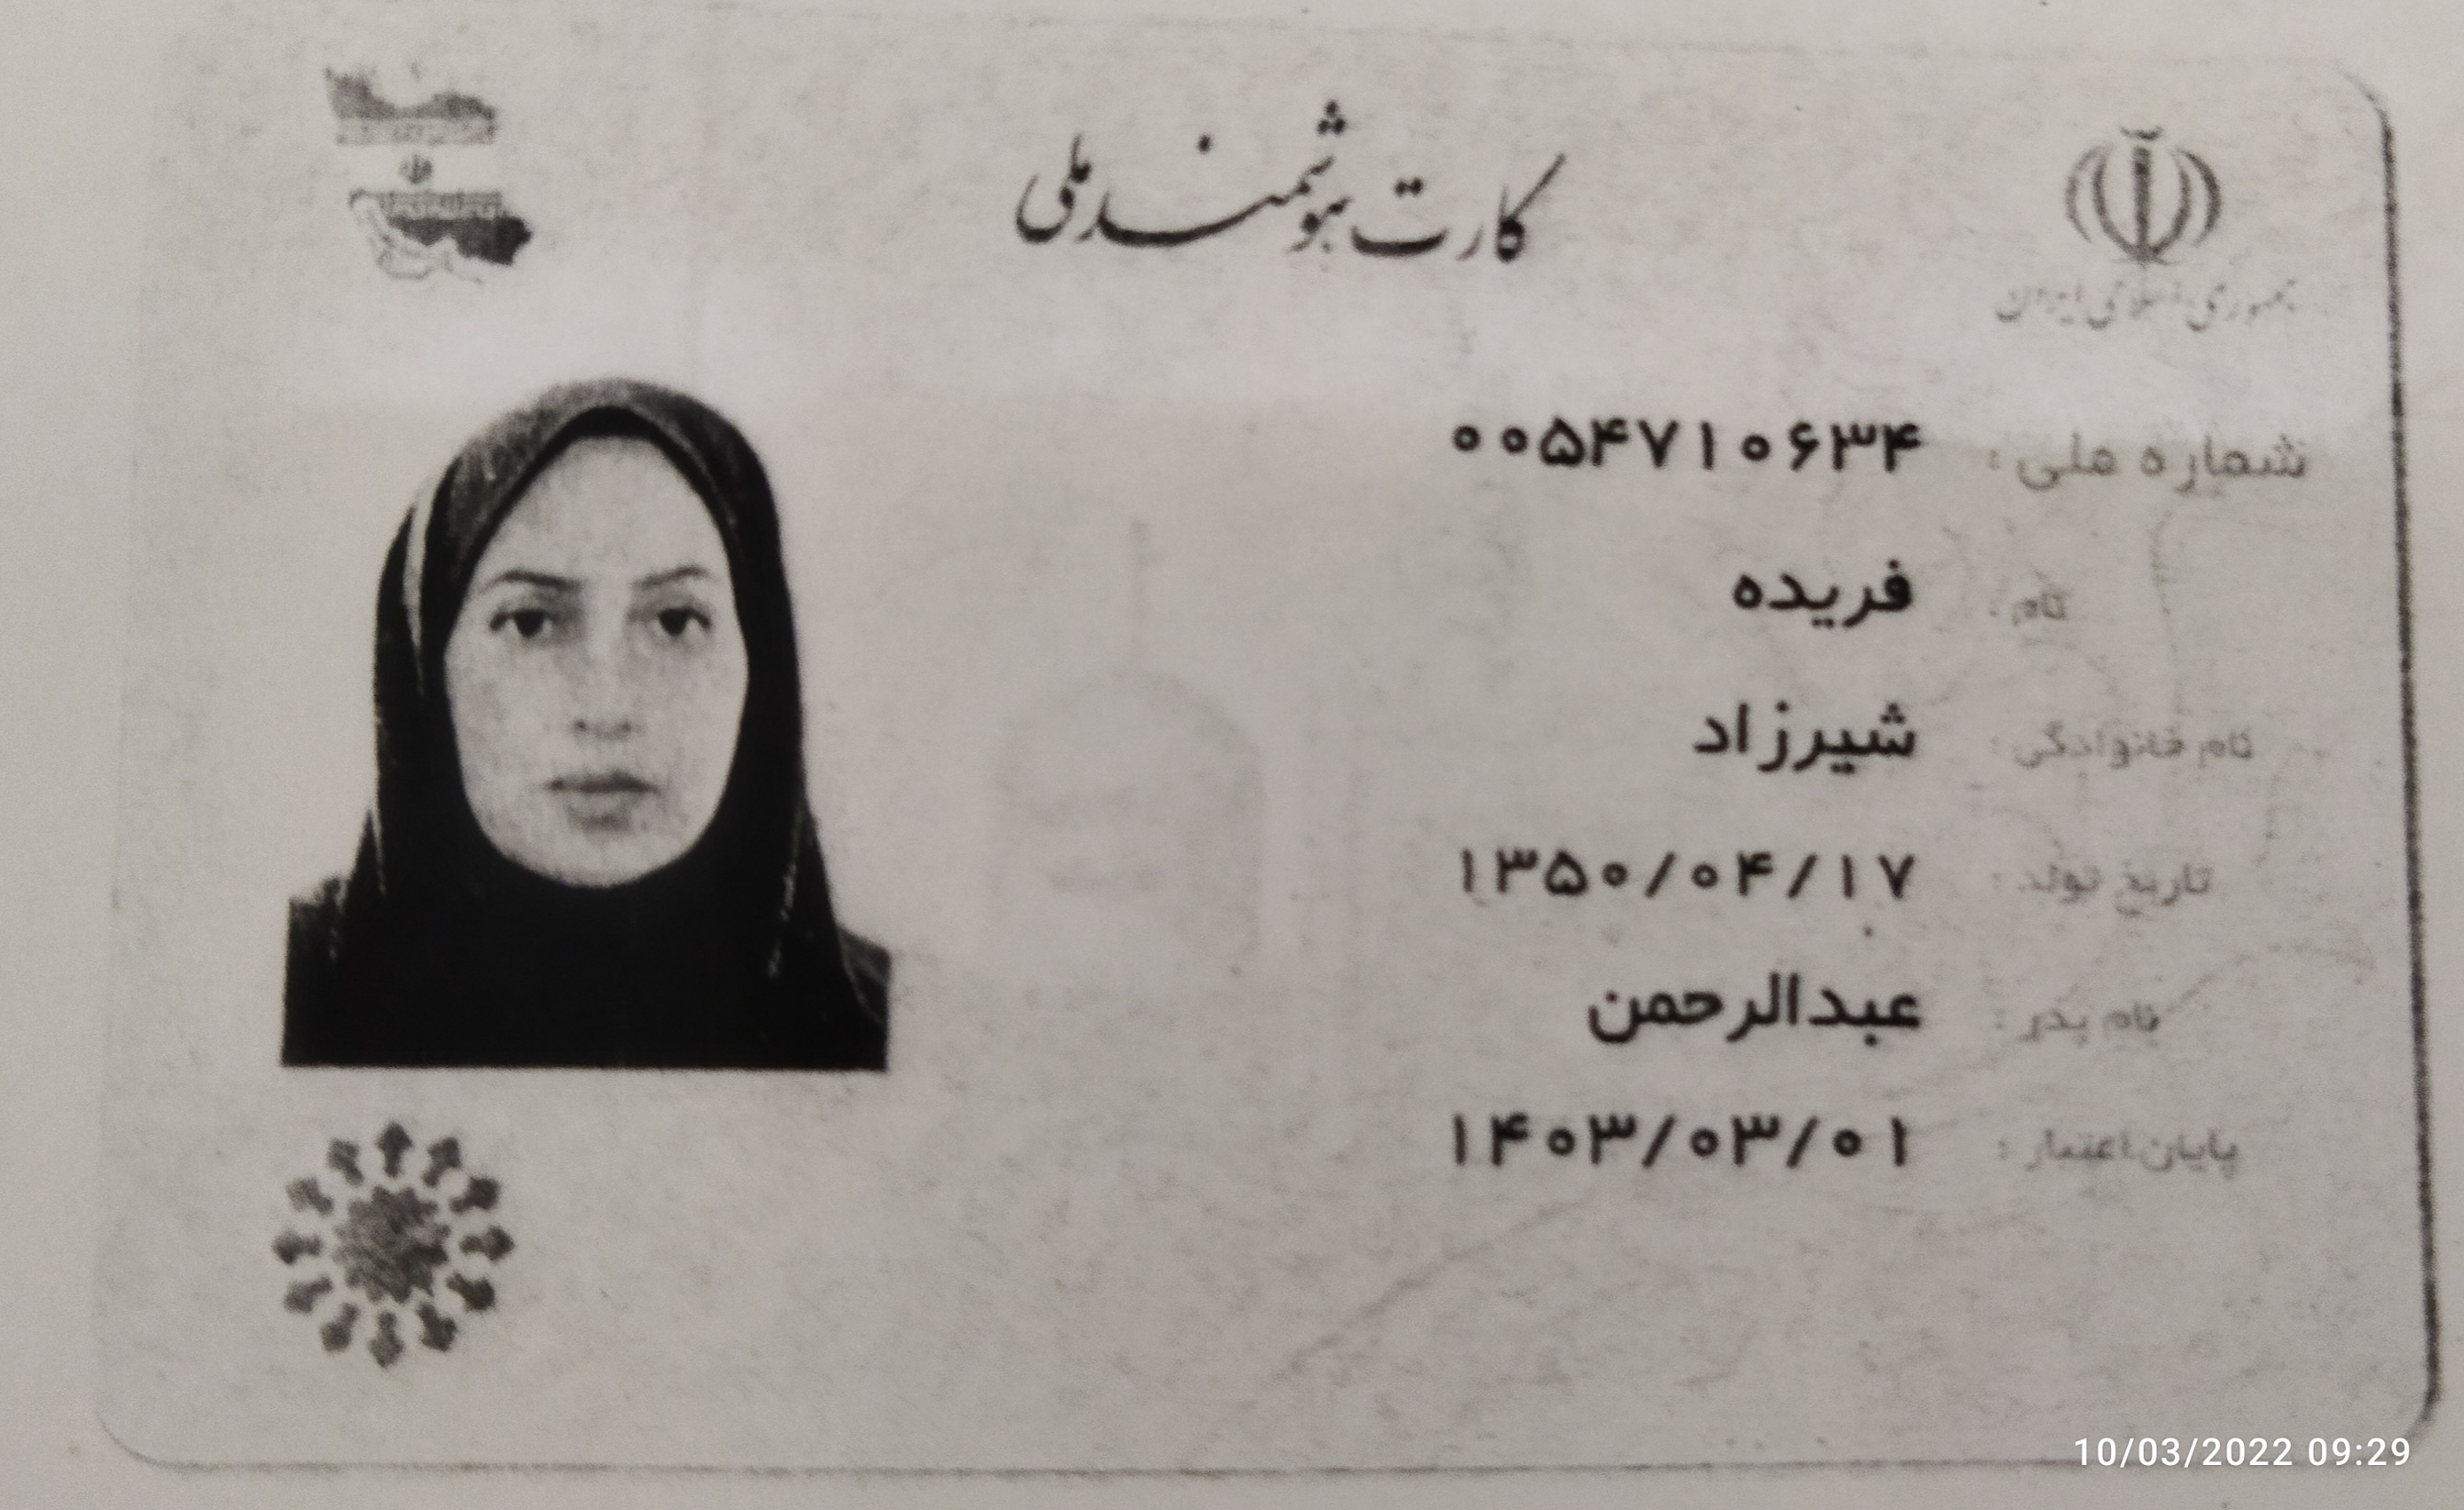 کارت هوشمند ملی
جمهوری اسلامی ایران
شماره ملی: ۰۰۵۴۷۱۰۶۳۴
نام: فریده
نام خانوادگی: شیرزاد
تاریخ تولد: ۱۳۵۰/۰۴/۱۷
نام پدر: عبدالرحمن
پایان اعتبار: ۱۴۰۳/۰۳/۰۱
10/03/2022 09:29